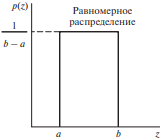 p(z)
Равномерное
распределение
1
b – a
a b z